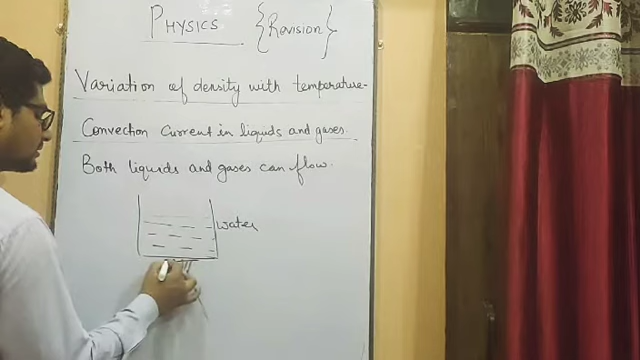 PHYSICS {Revision}
Variation of density with temperature-
Convection Current in liquids and gases.
Both liquids and gases can flow.
water